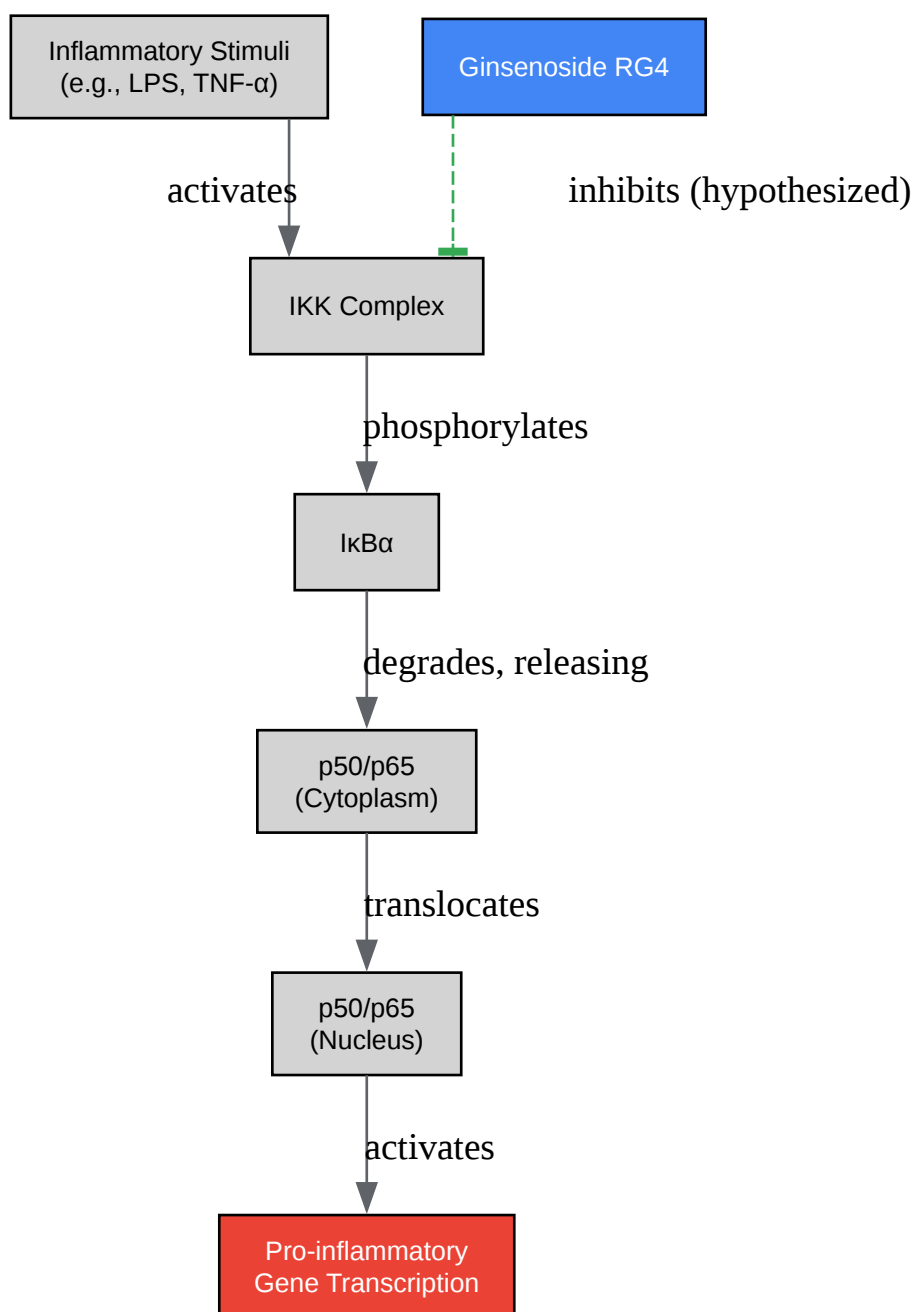 Inflammatory Stimuli
(e.g., LPS, TNF-α)
Ginsenoside RG4
activates
inhibits (hypothesized)
IKK Complex
phosphorylates
IκBα
degrades, releasing
p50/p65
(Cytoplasm)
translocates
p50/p65
(Nucleus)
activates
Pro-inflammatory
Gene Transcription